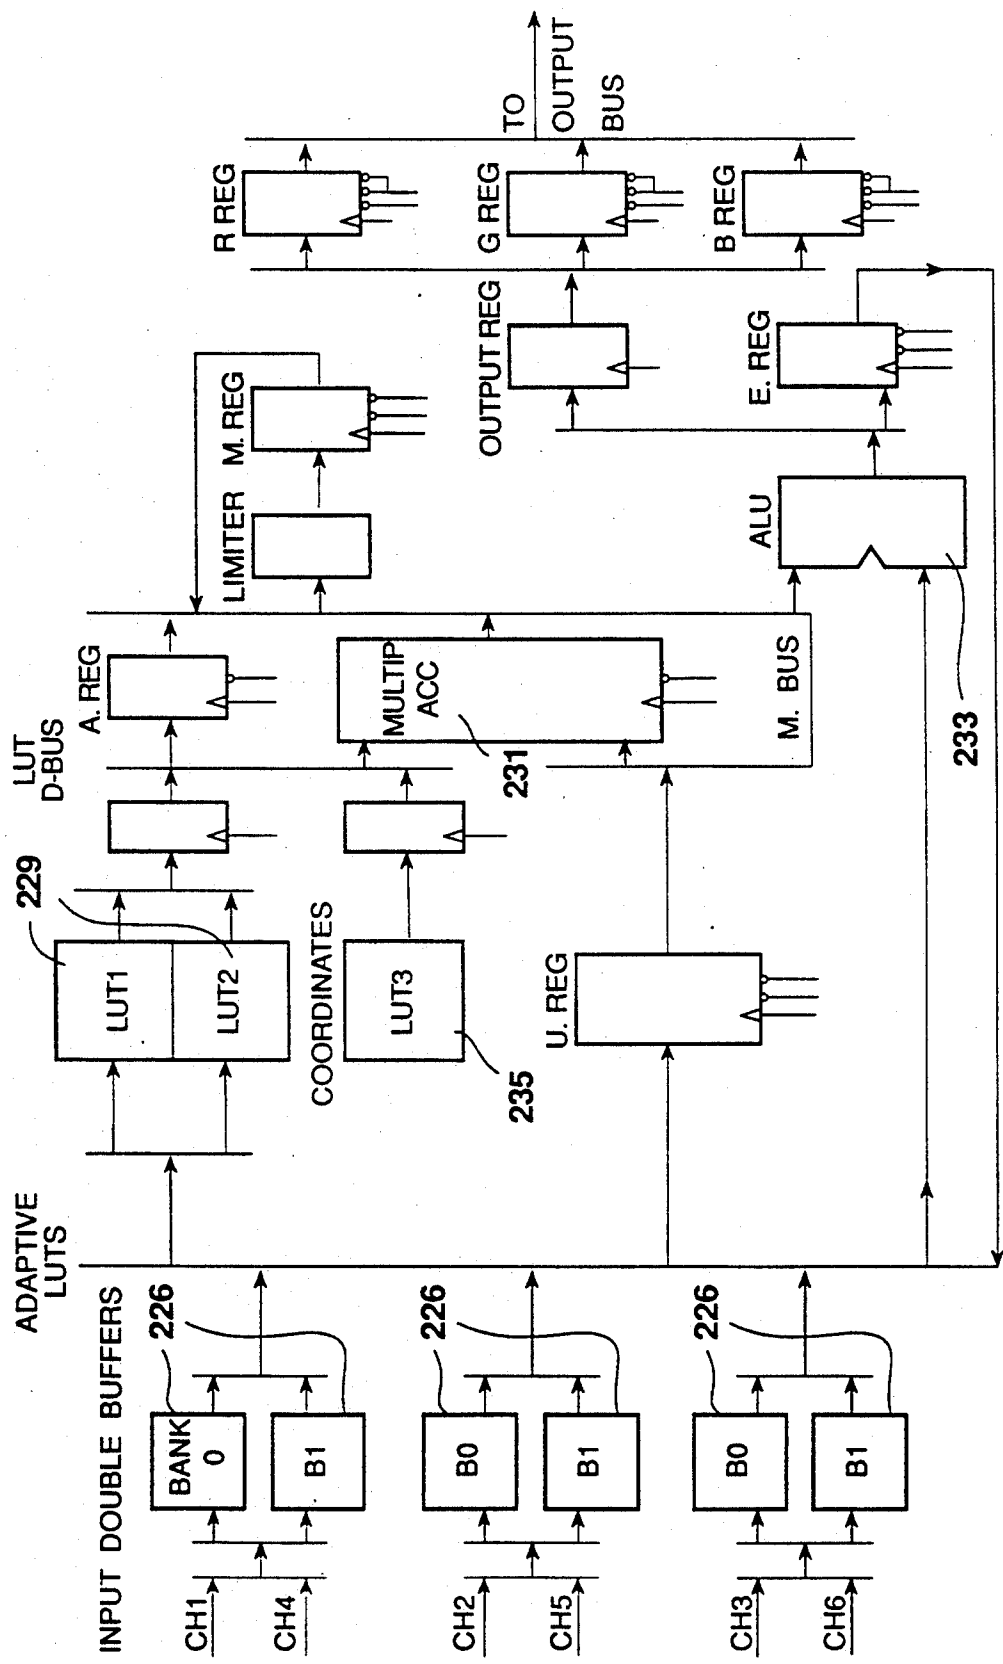 INPUT DOUBLE BUFFERS
ADAPTIVE
LUTS
LUT
D-BUS
CH1
CH4
BANK
0
B1
226
CH2
CH5
B0
B1
226
CH3
CH6
B0
B1
226
229
LUT1
LUT2
COORDINATES
LUT3
235
U. REG
A. REG
MULTIP
ACC
231
M. BUS
LIMITER
M. REG
ALU
233
OUTPUT REG
E. REG
R REG
G REG
B REG
TO
OUTPUT
BUS